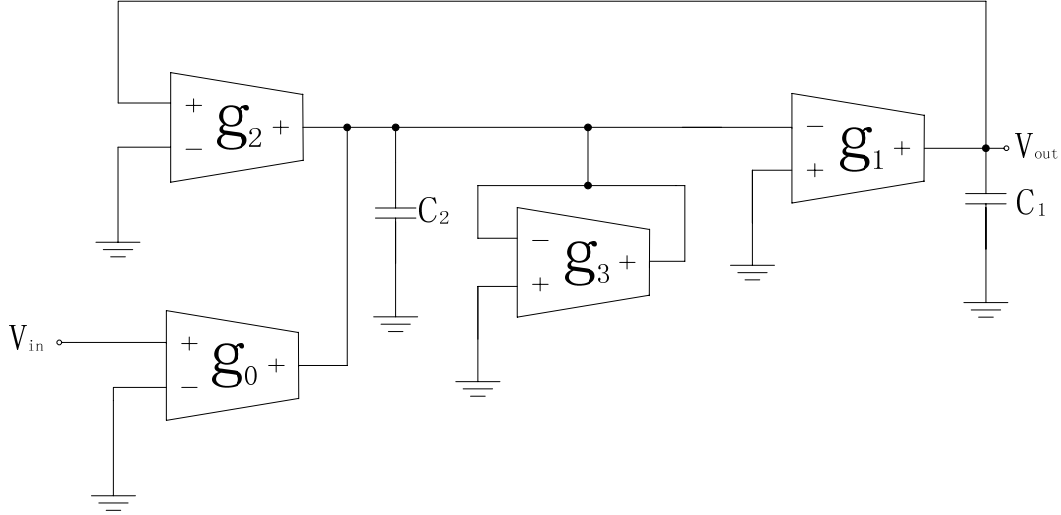 +
−
g₂ +
−
+
g₁ +
Vout
C₂
C₁
−
+
g₃ +
Vin
+
−
g₀ +